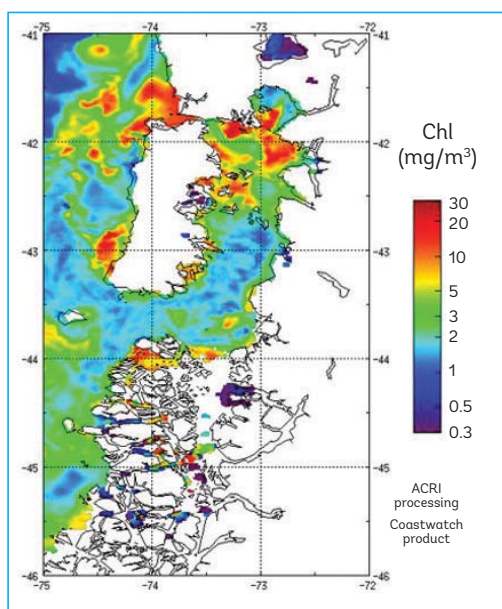 -75 -74 -73 -72
-41 -41
-42 -42
-43 -43
-44 -44
-45 -45
-46 -46
-75 -74 -73 -72
Chl
(mg/m³)
30
20
10
5
3
2
1
0.5
0.3
ACRI
processing
Coastwatch
product